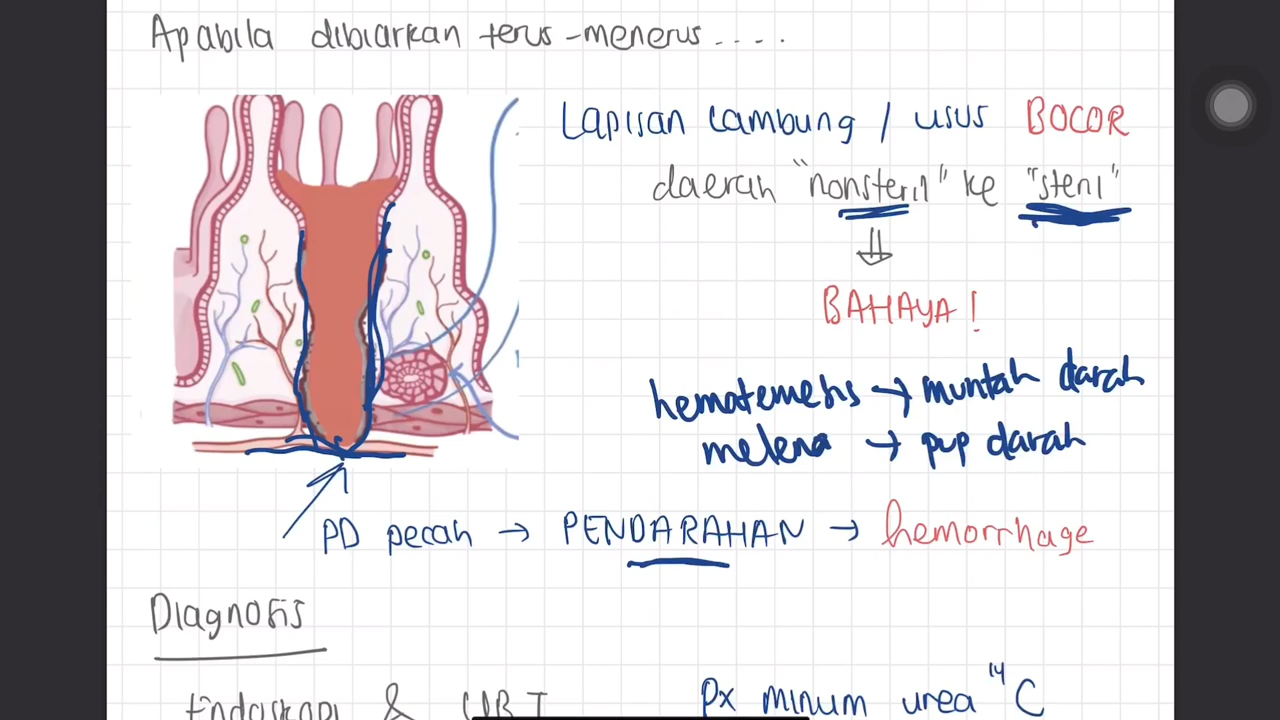 Apabila dibiarkan terus-menerus....
Lapisan lambung / usus BOCOR
daerah "nonsteril" ke "steril"
⇓
BAHAYA!
hematemesis → muntah darah
melena → pup darah
PD pecah → PENDARAHAN → hemorrhage
Diagnosis
Endoskopi & UBT
Px minum urea ¹⁴C